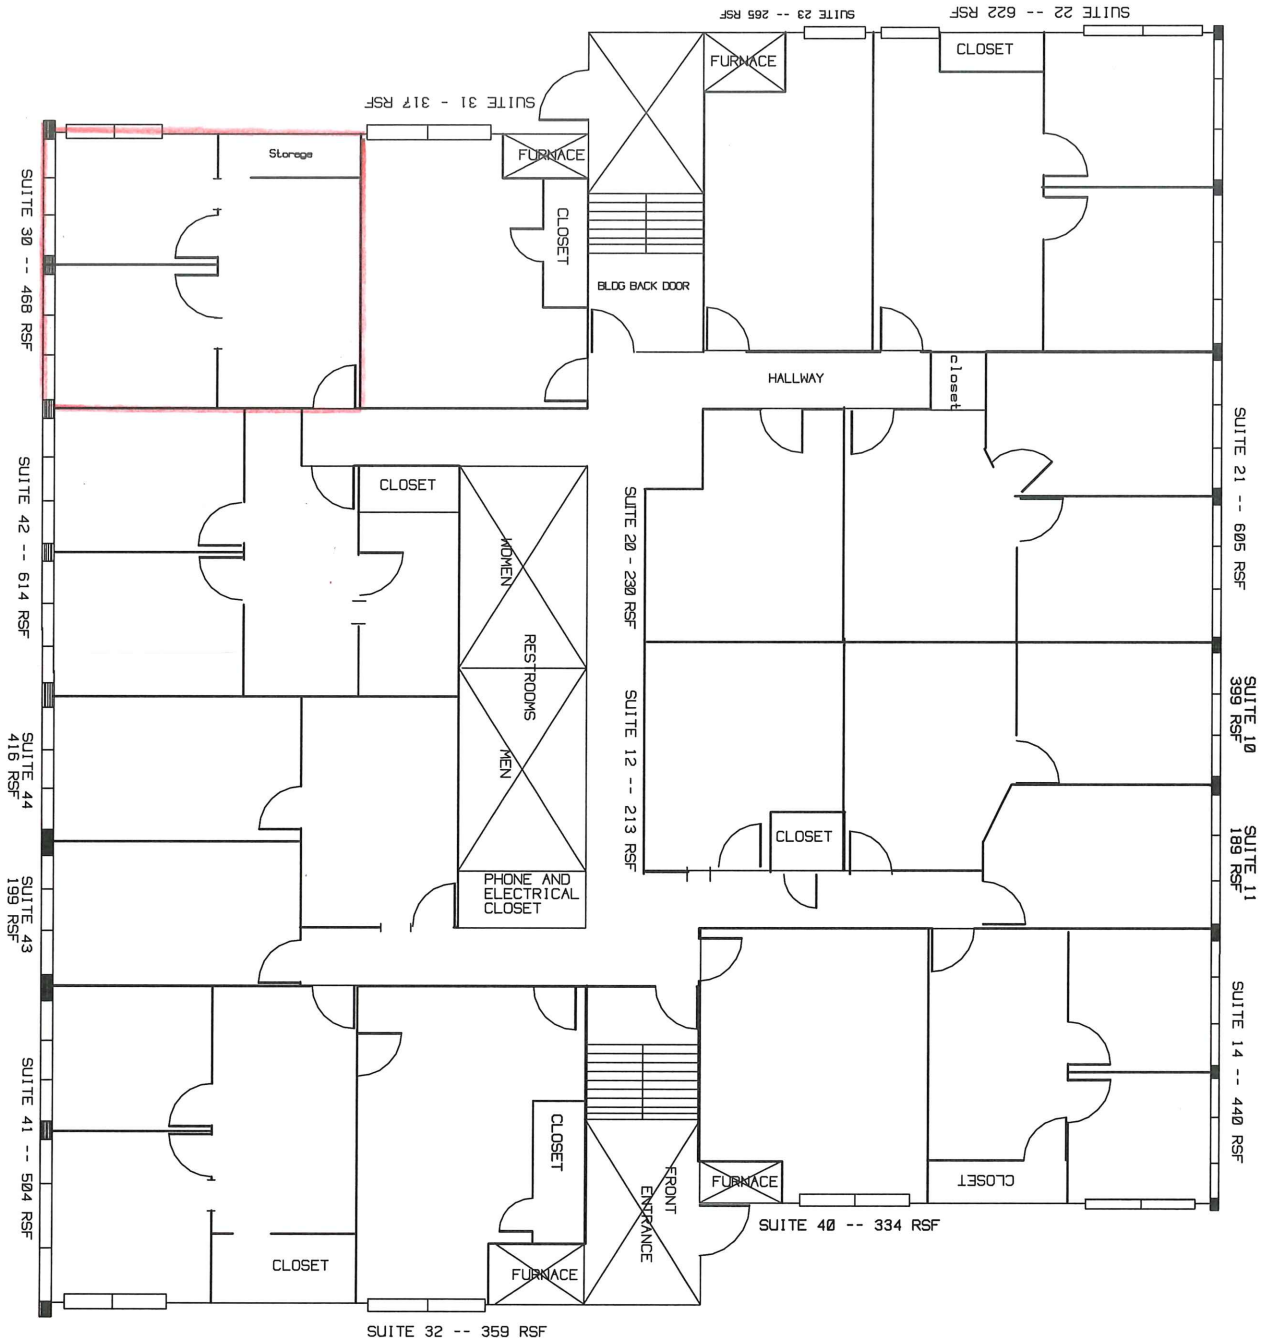 SUITE 23 -- 265 RSF
SUITE 22 -- 622 RSF
CLOSET
FURNACE
SUITE 31 - 317 RSF
Storage
FURNACE
CLOSET
SUITE 30 -- 468 RSF
BLDG BACK DOOR
HALLWAY
closet
SUITE 21 -- 605 RSF
CLOSET
SUITE 42 -- 614 RSF
SUITE 20 - 230 RSF
WOMEN
RESTROOMS
MEN
SUITE 10
399 RSF
SUITE 12 -- 213 RSF
SUITE 44
416 RSF
CLOSET
SUITE 11
189 RSF
PHONE AND
ELECTRICAL
CLOSET
SUITE 43
199 RSF
SUITE 14 -- 440 RSF
SUITE 41 -- 504 RSF
CLOSET
FRONT
ENTRANCE
FURNACE
CLOSET
SUITE 40 -- 334 RSF
CLOSET
FURNACE
SUITE 32 -- 359 RSF